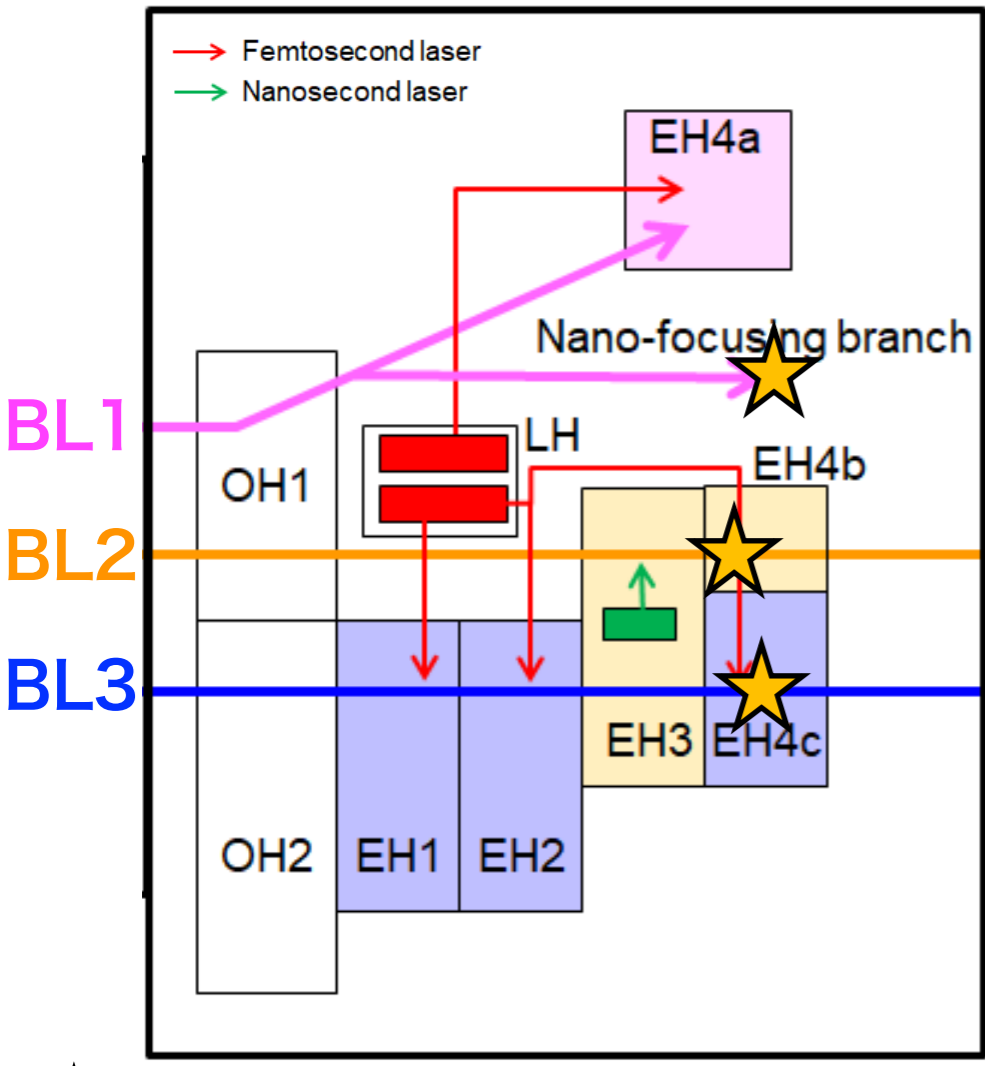 Femtosecond laser
Nanosecond laser
EH4a
Nano-focusing branch
BL1
LH
EH4b
OH1
BL2
BL3
EH3
EH4c
OH2
EH1
EH2